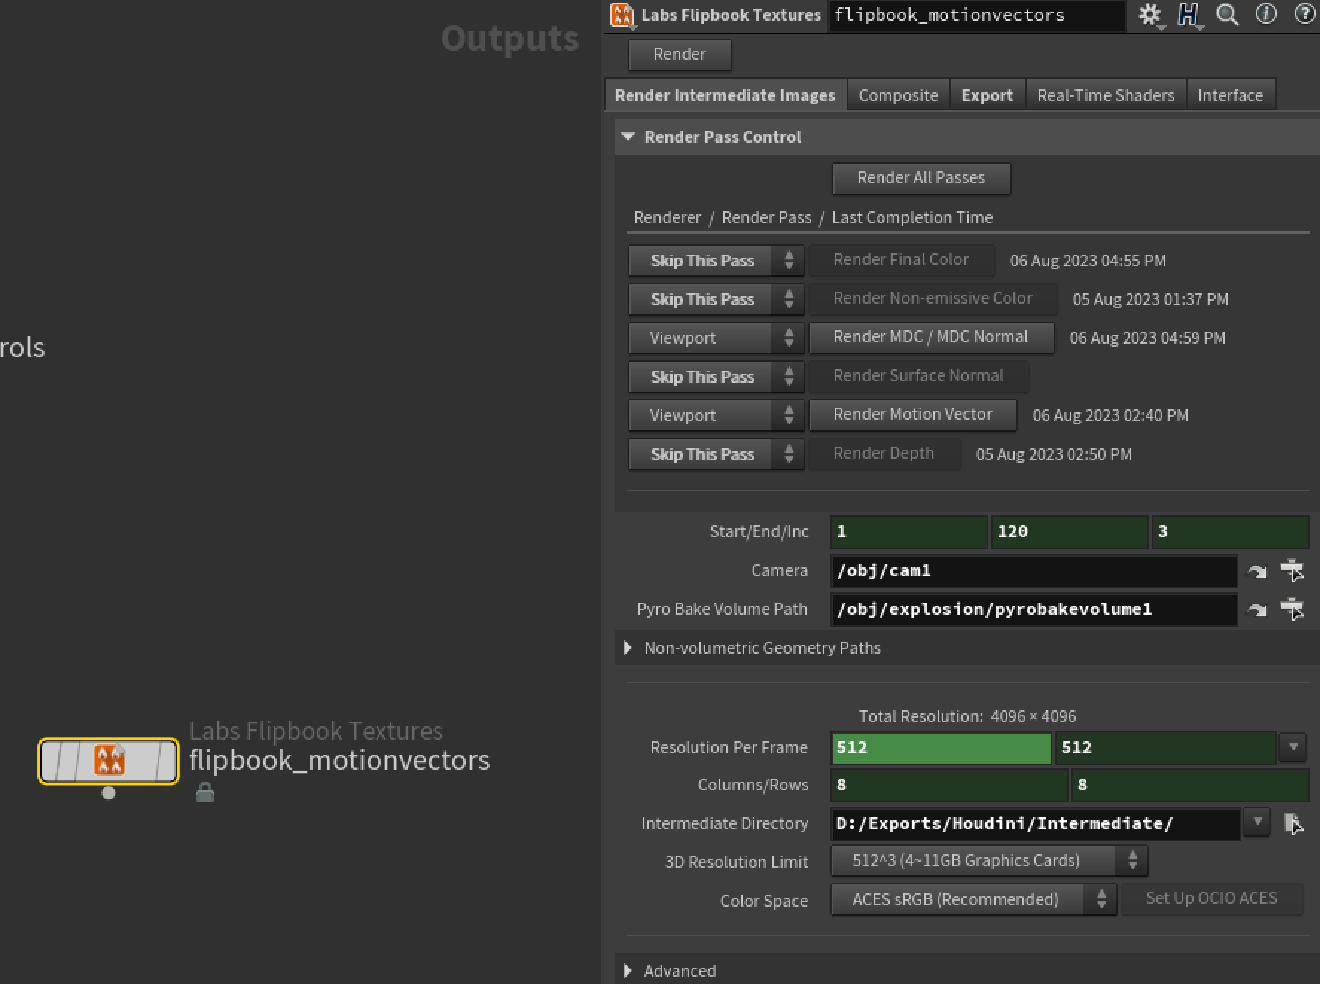 Outputs
rols
Labs Flipbook Textures
flipbook_motionvectors
Labs Flipbook Textures flipbook_motionvectors
Render
Render Intermediate Images Composite Export Real-Time Shaders Interface
Render Pass Control
Render All Passes
Renderer / Render Pass / Last Completion Time
Skip This Pass Render Final Color 06 Aug 2023 04:55 PM
Skip This Pass Render Non-emissive Color 05 Aug 2023 01:37 PM
Viewport Render MDC / MDC Normal 06 Aug 2023 04:59 PM
Skip This Pass Render Surface Normal
Viewport Render Motion Vector 06 Aug 2023 02:40 PM
Skip This Pass Render Depth 05 Aug 2023 02:50 PM
Start/End/Inc 1 120 3
Camera /obj/cam1
Pyro Bake Volume Path /obj/explosion/pyrobakevolume1
Non-volumetric Geometry Paths
Total Resolution: 4096 × 4096
Resolution Per Frame 512 512
Columns/Rows 8 8
Intermediate Directory D:/Exports/Houdini/Intermediate/
3D Resolution Limit 512^3 (4~11GB Graphics Cards)
Color Space ACES sRGB (Recommended) Set Up OCIO ACES
Advanced